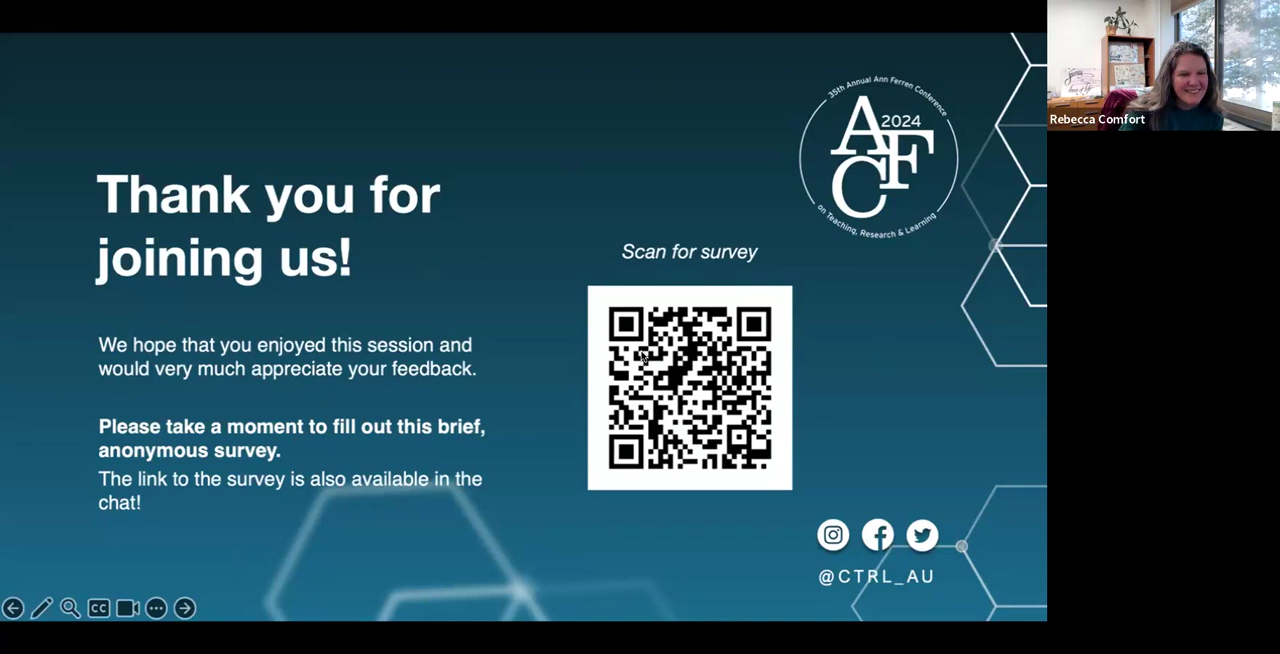 35th Annual Ann Ferren Conference
2024
AFC
on Teaching, Research & Learning
Rebecca Comfort
Thank you for
joining us!
Scan for survey
We hope that you enjoyed this session and
would very much appreciate your feedback.
Please take a moment to fill out this brief,
anonymous survey.
The link to the survey is also available in the
chat!
@CTRL_AU
CC